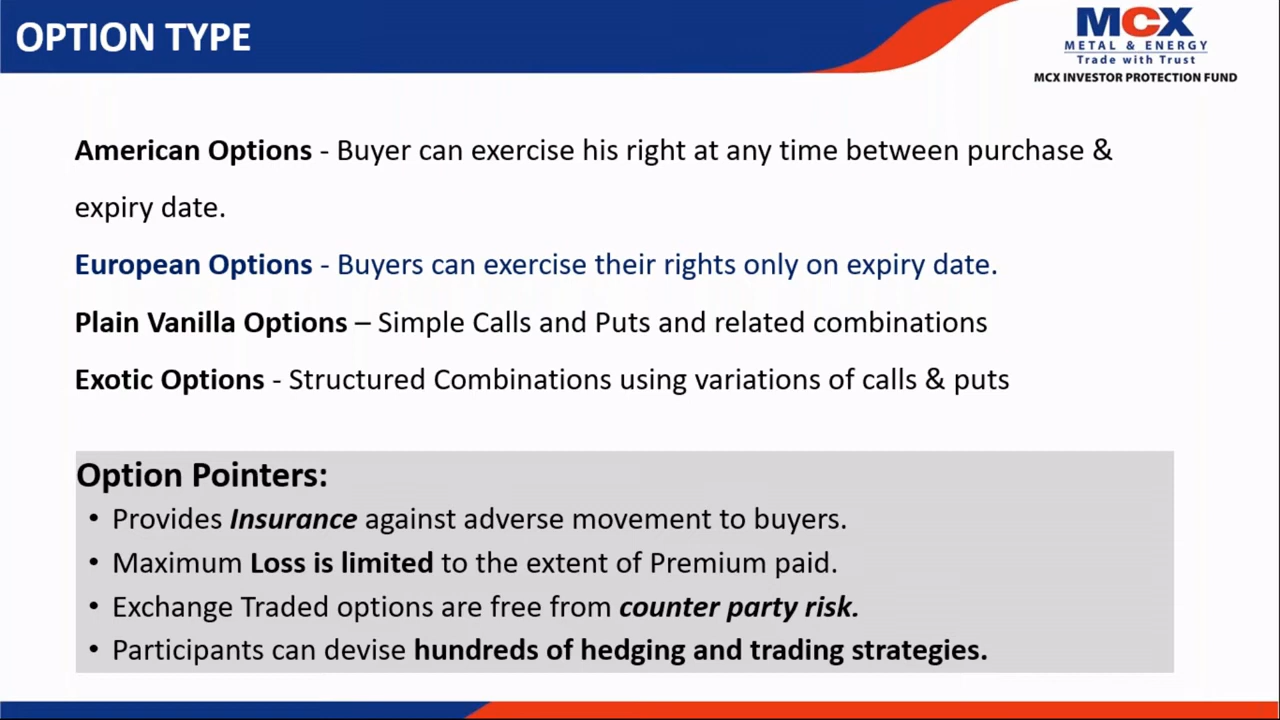 OPTION TYPE
MCX
METAL & ENERGY
Trade with Trust
MCX INVESTOR PROTECTION FUND
American Options - Buyer can exercise his right at any time between purchase &
expiry date.
European Options - Buyers can exercise their rights only on expiry date.
Plain Vanilla Options – Simple Calls and Puts and related combinations
Exotic Options - Structured Combinations using variations of calls & puts
Option Pointers:
• Provides Insurance against adverse movement to buyers.
• Maximum Loss is limited to the extent of Premium paid.
• Exchange Traded options are free from counter party risk.
• Participants can devise hundreds of hedging and trading strategies.